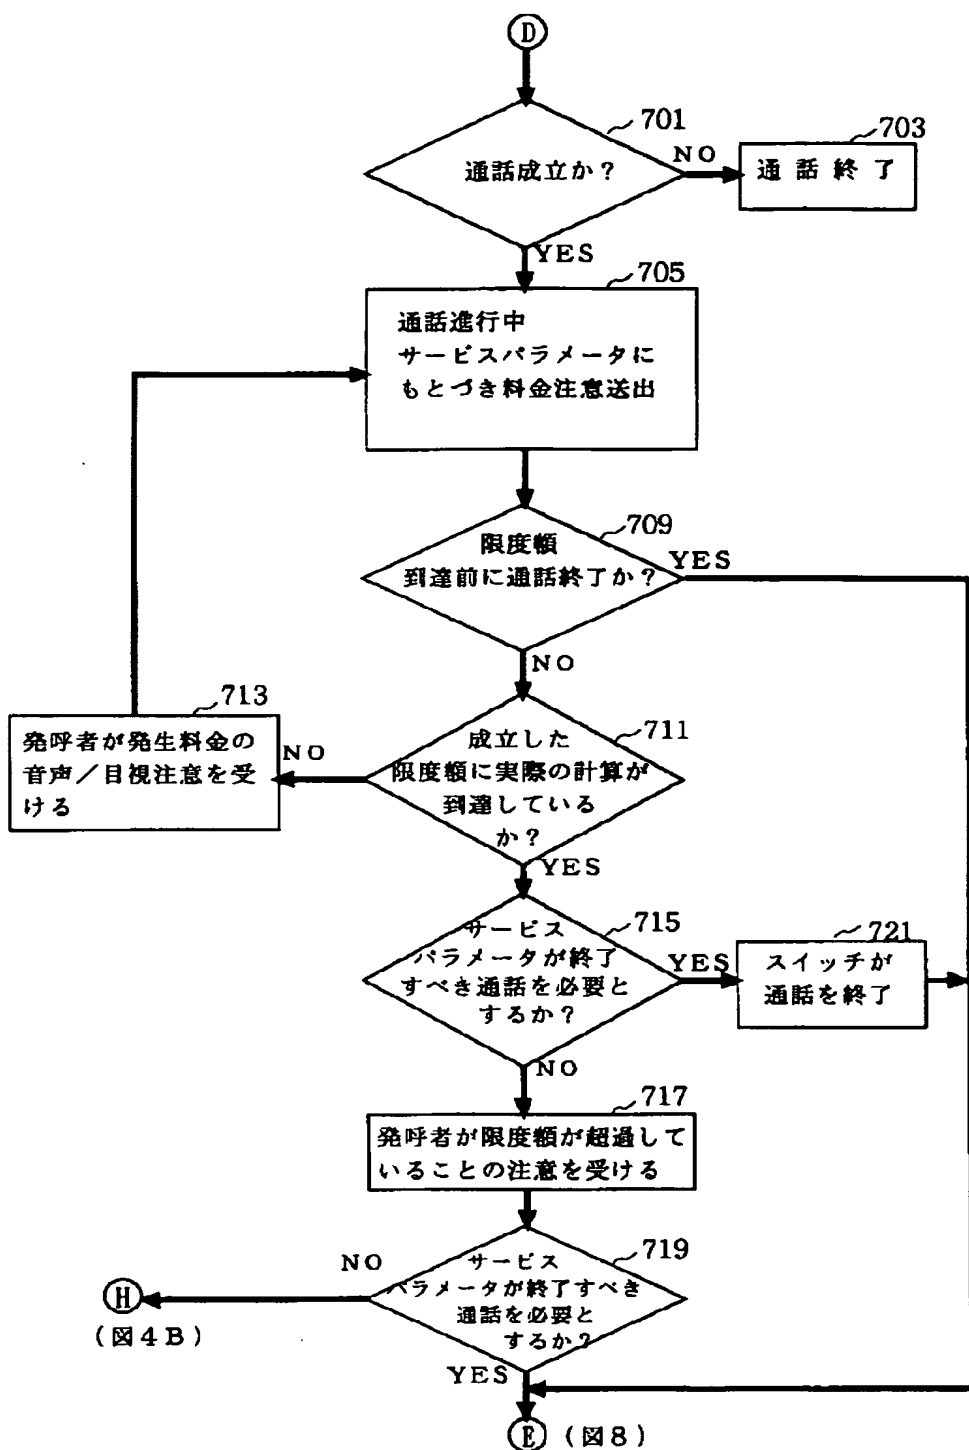 D
701
通話成立か？
NO
703
通話終了
YES
705
通話進行中
サービスパラメータに
もとづき料金注意送出
709
限度額
到達前に通話終了か？
YES
NO
711
成立した
限度額に実際の計算が
到達している
か？
NO
713
発呼者が発生料金の
音声／目視注意を受
ける
YES
715
サービス
パラメータが終了
すべき通話を必要と
するか？
YES
721
スイッチが
通話を終了
NO
717
発呼者が限度額が超過して
いることの注意を受ける
719
サービス
パラメータが終了すべき
通話を必要と
するか？
NO
H
(図4B)
YES
E (図8)